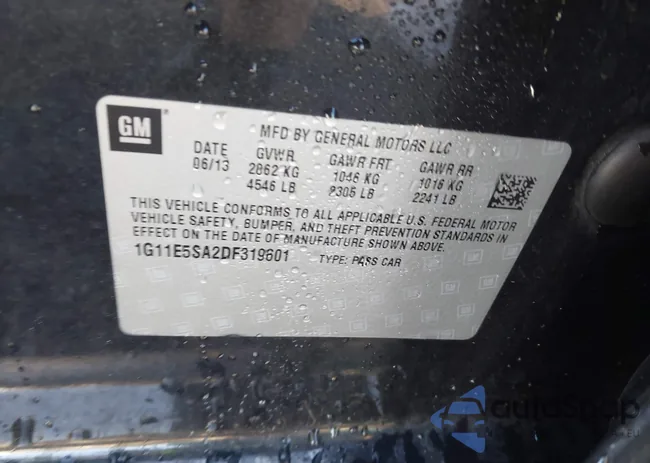 GM
MFD BY GENERAL MOTORS LLC
DATE GVWR GAWR FRT GAWR RR
06/13 2862 KG 1046 KG 1016 KG
4546 LB 2305 LB 2241 LB
THIS VEHICLE CONFORMS TO ALL APPLICABLE U.S. FEDERAL MOTOR
VEHICLE SAFETY, BUMPER, AND THEFT PREVENTION STANDARDS IN
EFFECT ON THE DATE OF MANUFACTURE SHOWN ABOVE.
1G11E5SA2DF319601 TYPE: PASS CAR